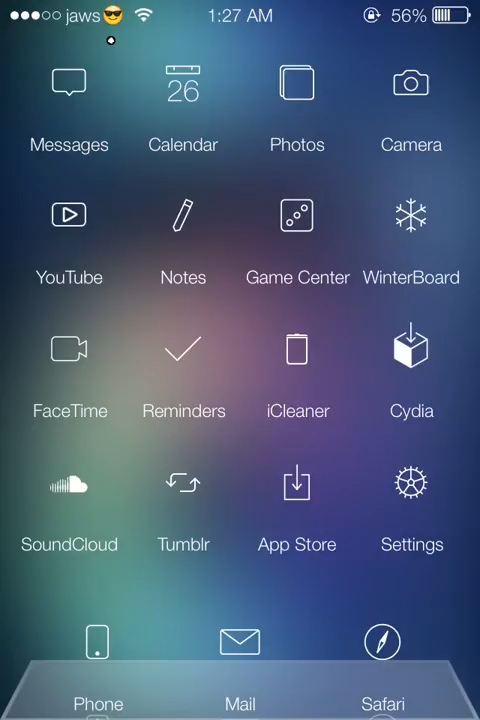 jaws😎 1:27 AM 56%
26
Messages Calendar Photos Camera
YouTube Notes Game Center WinterBoard
FaceTime Reminders iCleaner Cydia
SoundCloud Tumblr App Store Settings
Phone Mail Safari